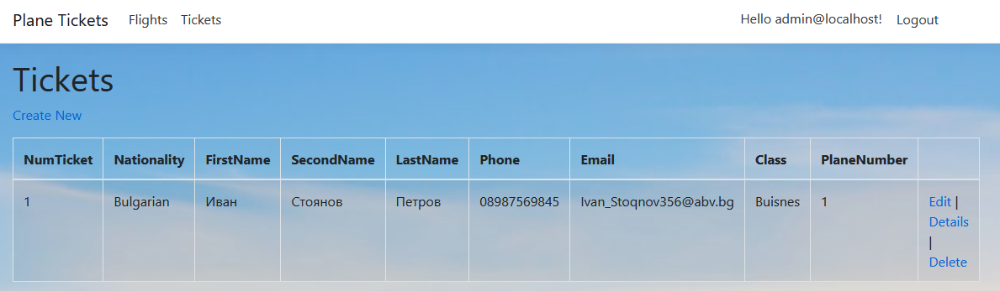 Plane Tickets Flights Tickets Hello admin@localhost! Logout
Tickets
Create New
NumTicket Nationality FirstName SecondName LastName Phone Email Class PlaneNumber
1 Bulgarian Иван Стоянов Петров 08987569845 Ivan_Stoqnov356@abv.bg Buisnes 1 Edit |
Details
|
Delete